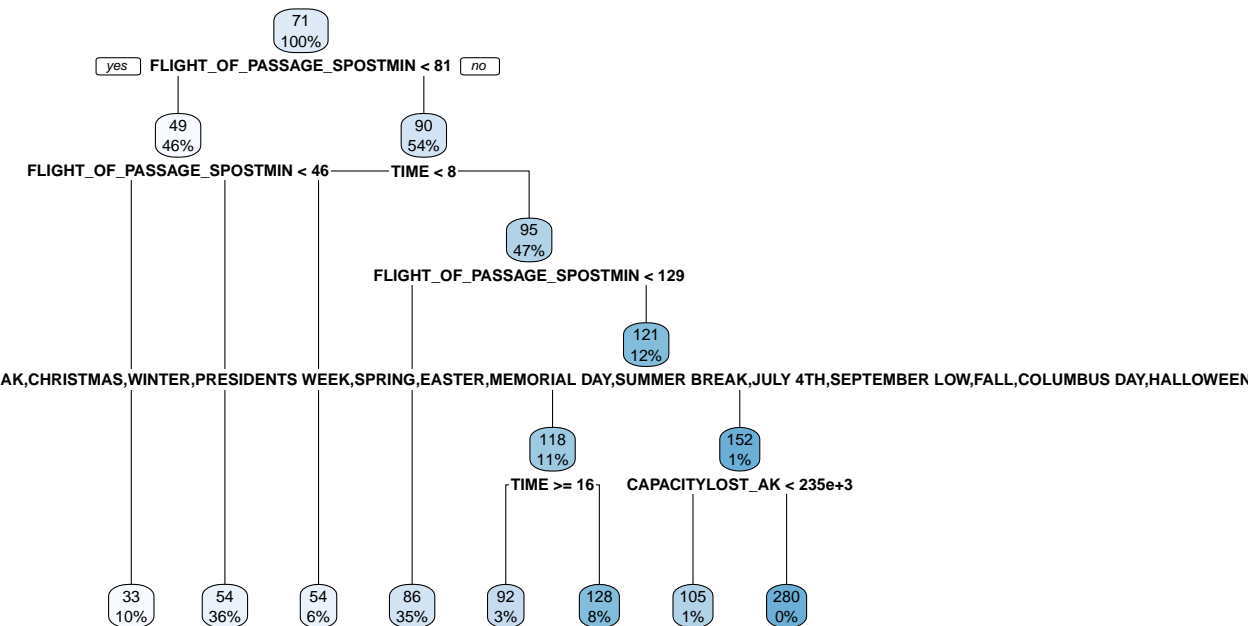 71
100%
yes FLIGHT_OF_PASSAGE_SPOSTMIN < 81 no
49 90
46% 54%
FLIGHT_OF_PASSAGE_SPOSTMIN < 46 TIME < 8
95
47%
FLIGHT_OF_PASSAGE_SPOSTMIN < 129
121
12%
AK,CHRISTMAS,WINTER,PRESIDENTS WEEK,SPRING,EASTER,MEMORIAL DAY,SUMMER BREAK,JULY 4TH,SEPTEMBER LOW,FALL,COLUMBUS DAY,HALLOWEEN
118 152
11% 1%
TIME >= 16 CAPACITYLOST_AK < 235e+3
33 54 54 86 92 128 105 280
10% 36% 6% 35% 3% 8% 1% 0%